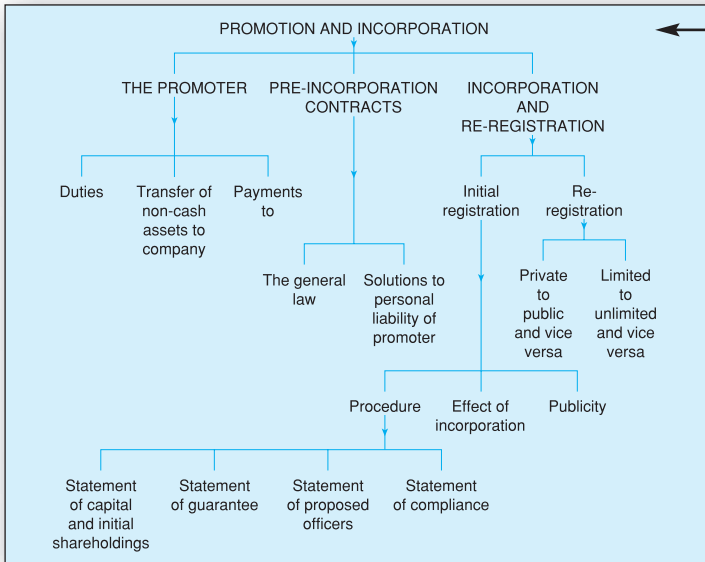 PROMOTION AND INCORPORATION
THE PROMOTER
PRE-INCORPORATION
CONTRACTS
INCORPORATION
AND
RE-REGISTRATION
Duties
Transfer of
non-cash
assets to
company
Payments
to
Initial
registration
Re-
registration
The general
law
Solutions to
personal
liability of
promoter
Private
to
public
and vice
versa
Limited
to
unlimited
and vice
versa
Procedure
Effect of
incorporation
Publicity
Statement
of capital
and initial
shareholdings
Statement
of guarantee
Statement
of proposed
officers
Statement
of compliance